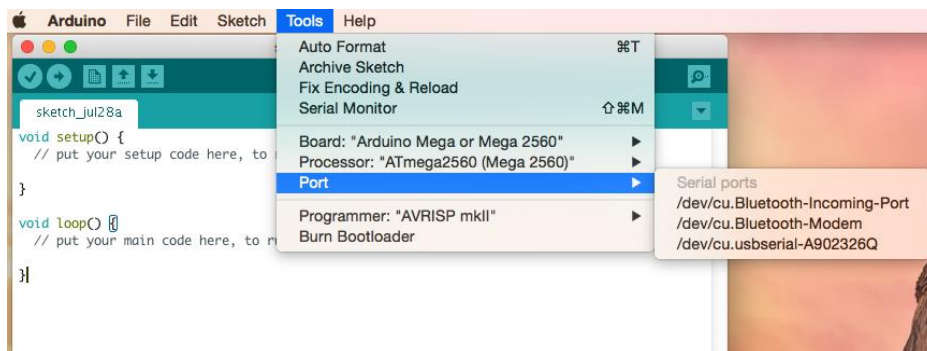 Arduino File Edit Sketch Tools Help
Auto Format ⌘T
Archive Sketch
Fix Encoding & Reload
Serial Monitor ⇧⌘M
Board: "Arduino Mega or Mega 2560"
Processor: "ATmega2560 (Mega 2560)"
Port
Programmer: "AVRISP mkII"
Burn Bootloader
Serial ports
/dev/cu.Bluetooth-Incoming-Port
/dev/cu.Bluetooth-Modem
/dev/cu.usbserial-A902326Q
sketch_jul28a
void setup() {
// put your setup code here, to
}
void loop() {
// put your main code here, to
}